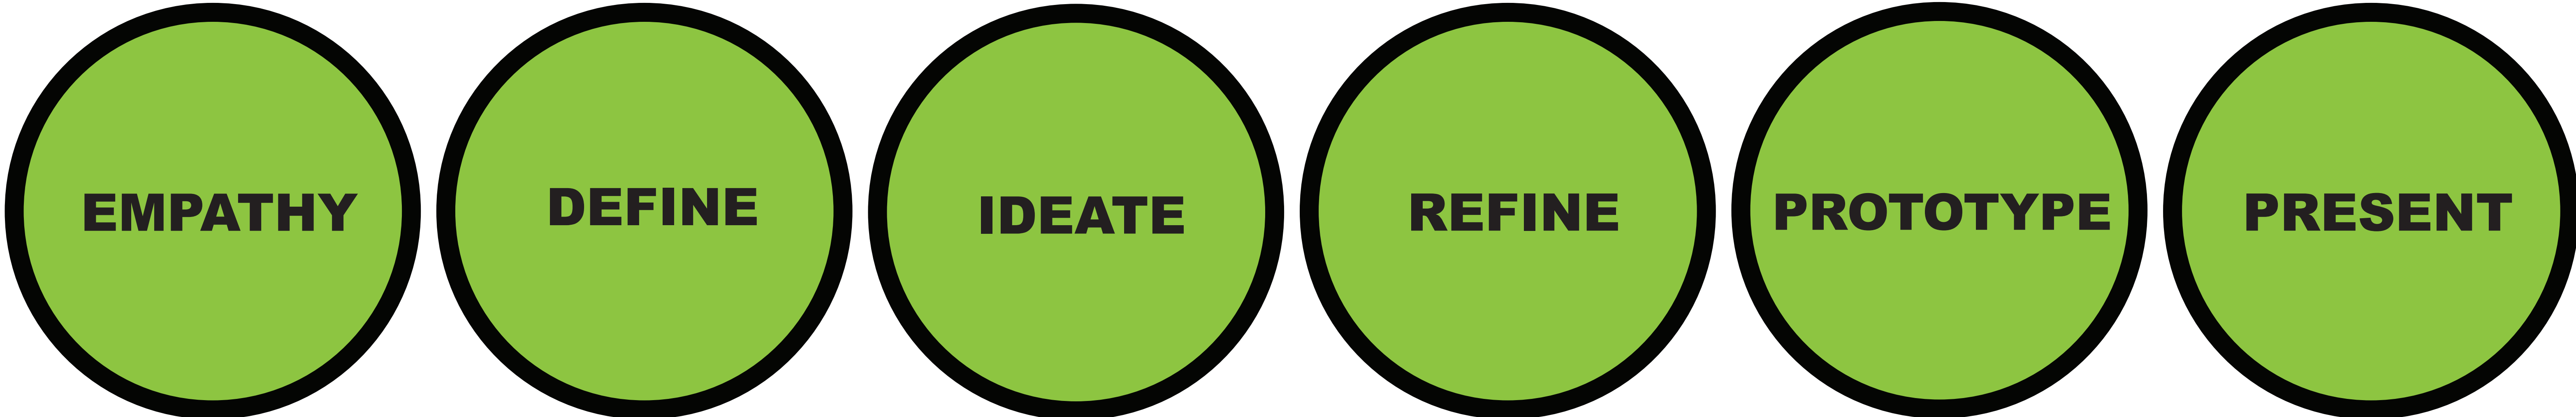 EMPATHY
DEFINE
IDEATE
REFINE
PROTOTYPE
PRESENT